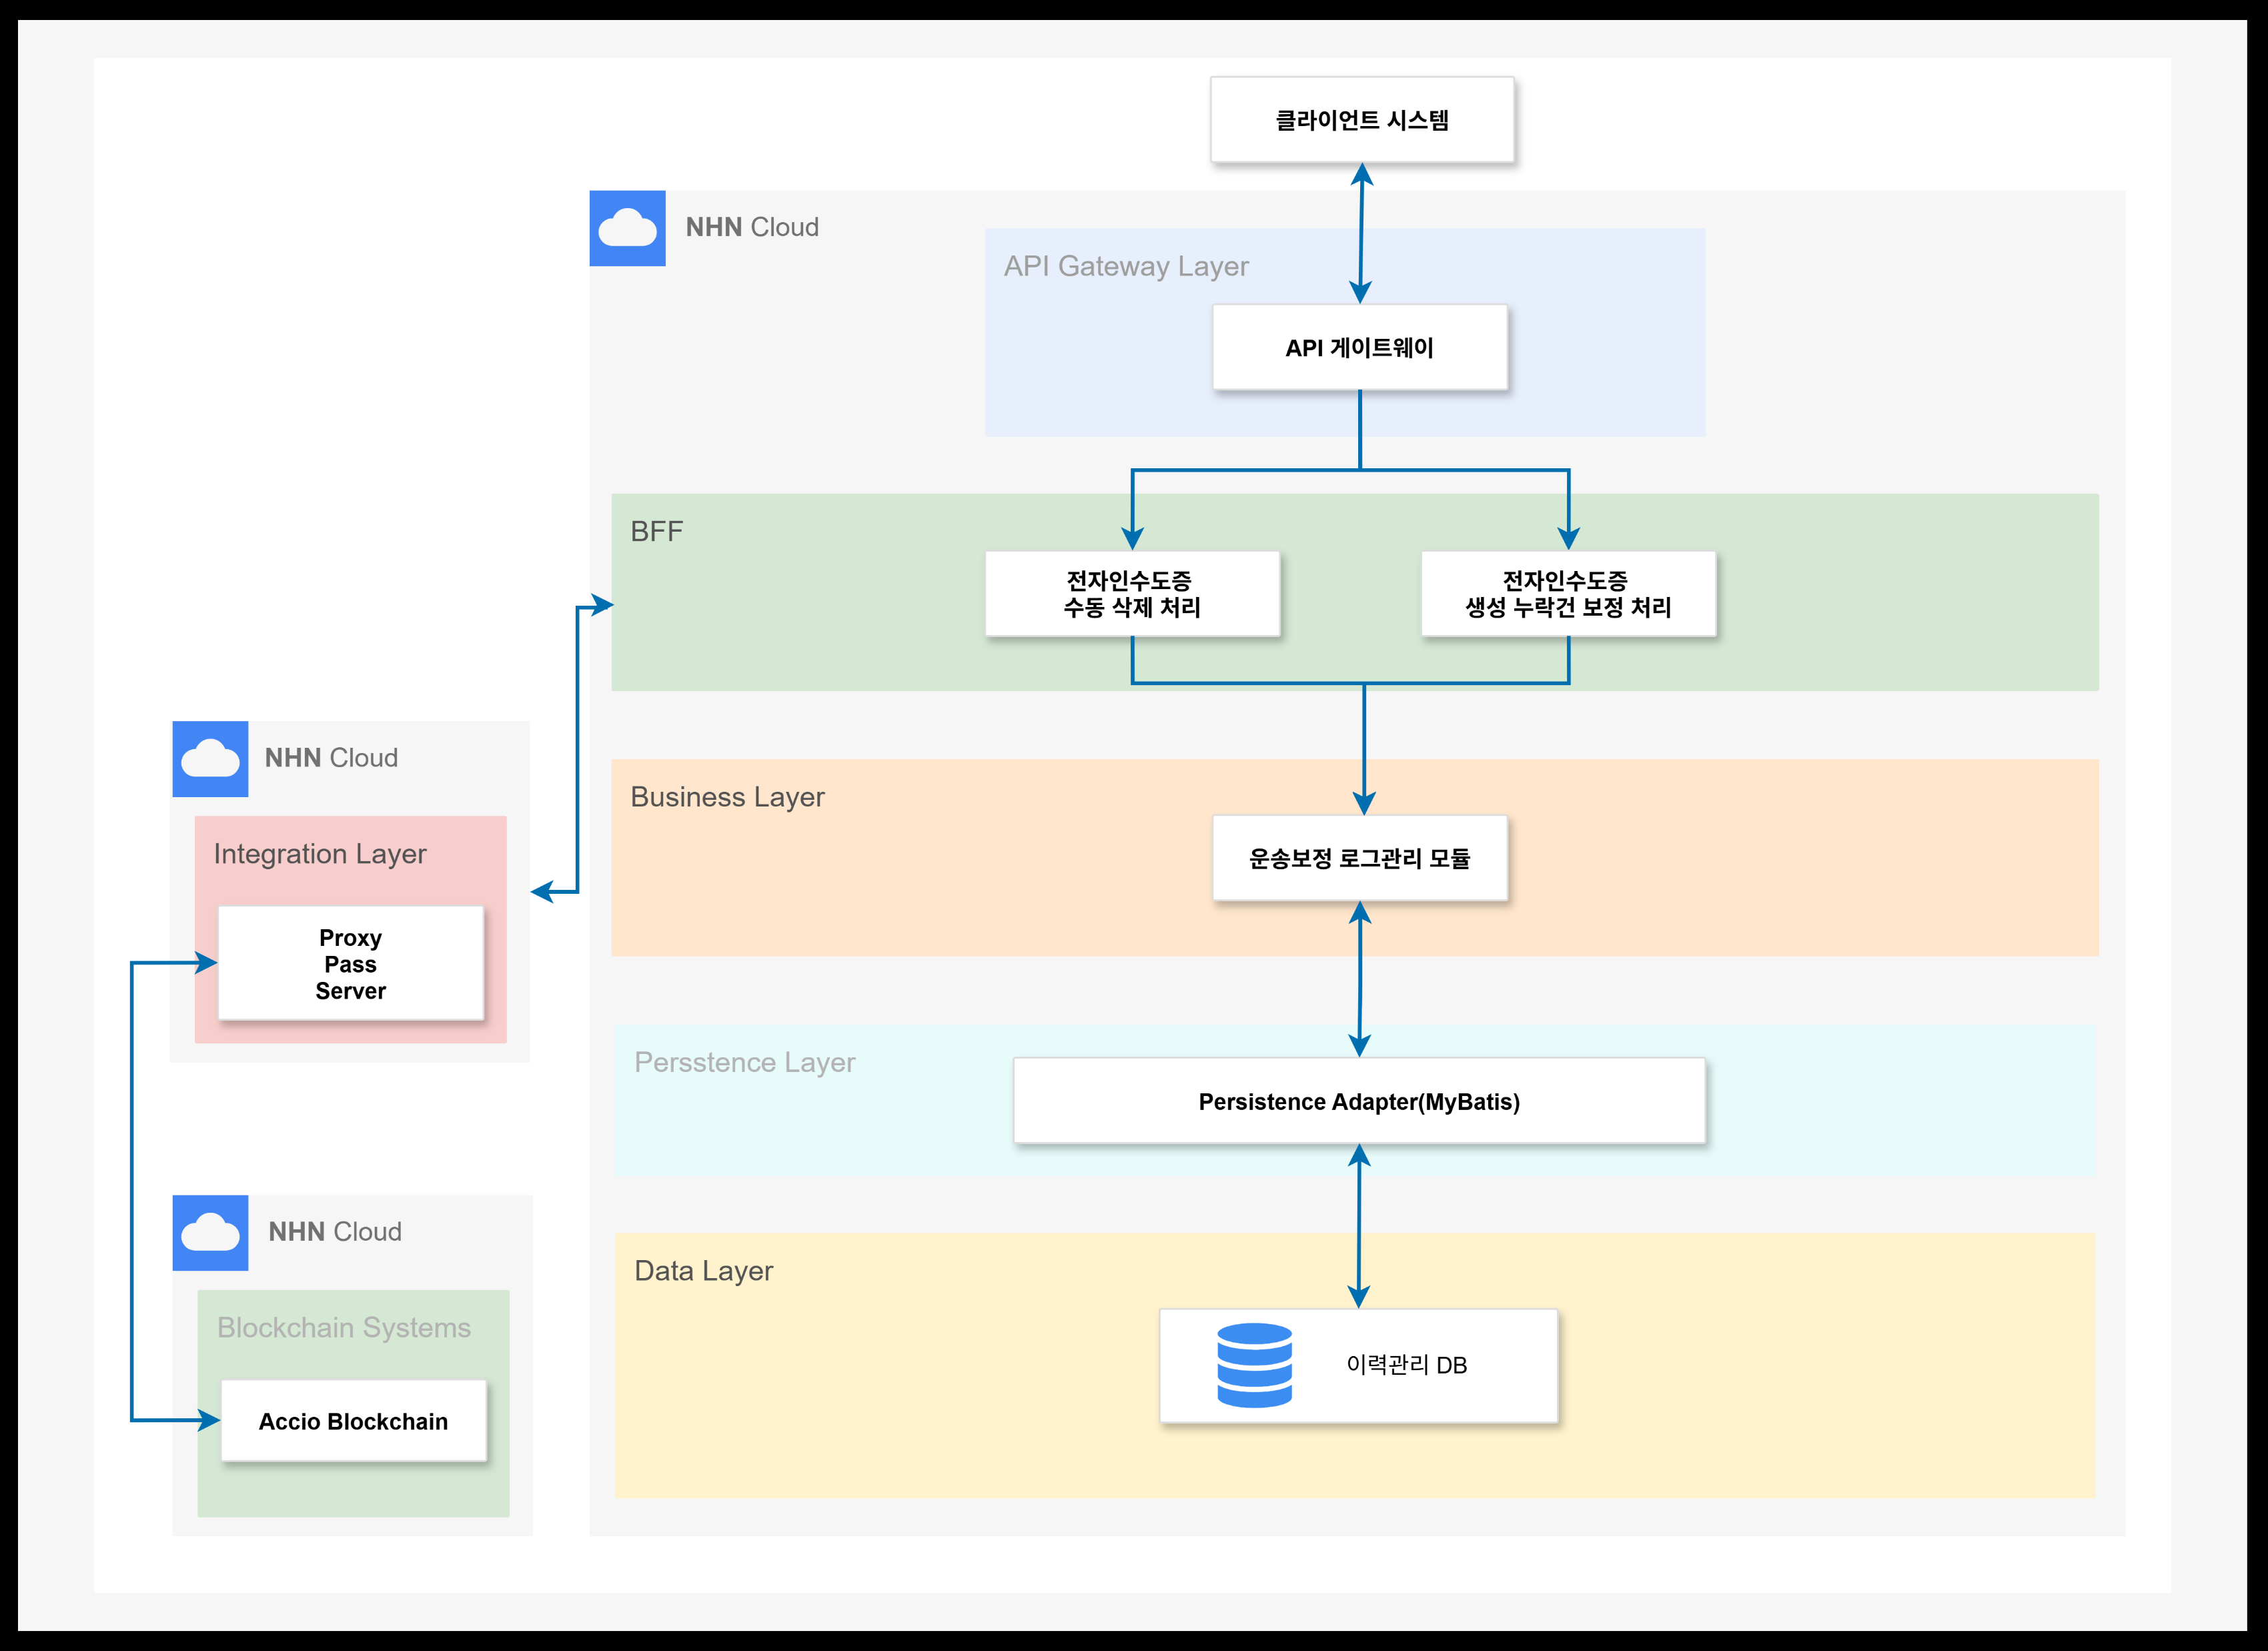 클라이언트 시스템
NHN Cloud
API Gateway Layer
API 게이트웨이
BFF
전자인수도증
수동 삭제 처리
전자인수도증
생성 누락건 보정 처리
NHN Cloud
Integration Layer
Proxy
Pass
Server
Business Layer
운송보정 로그관리 모듈
Persstence Layer
Persistence Adapter(MyBatis)
NHN Cloud
Blockchain Systems
Accio Blockchain
Data Layer
이력관리 DB